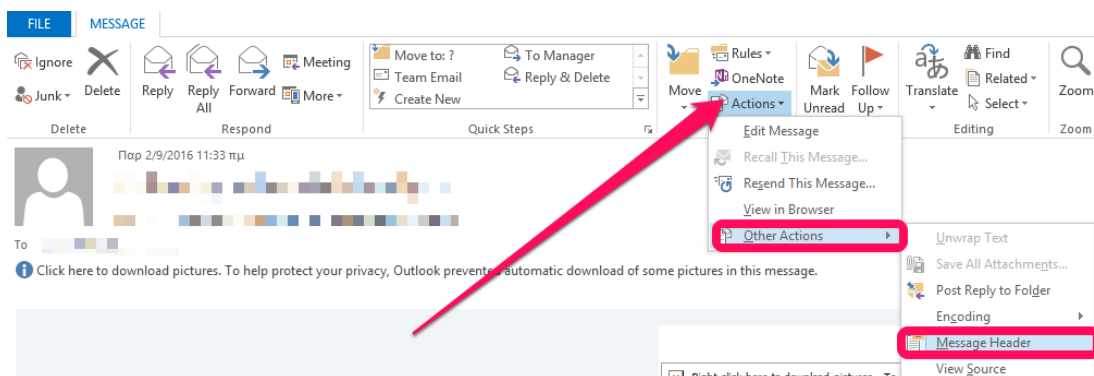 FILE MESSAGE
Ignore
Junk
Delete
Delete
Reply
Reply All
Forward
Meeting
More
Respond
Move to: ?
Team Email
Create New
To Manager
Reply & Delete
Quick Steps
Move
Rules
OneNote
Actions
Mark Unread
Follow Up
Translate
Find
Related
Select
Editing
Zoom
Zoom
Edit Message
Recall This Message...
Resend This Message...
View in Browser
Other Actions
Unwrap Text
Save All Attachments...
Post Reply to Folder
Encoding
Message Header
View Source
Παρ 2/9/2016 11:33 πμ
To
Click here to download pictures. To help protect your privacy, Outlook prevented automatic download of some pictures in this message.